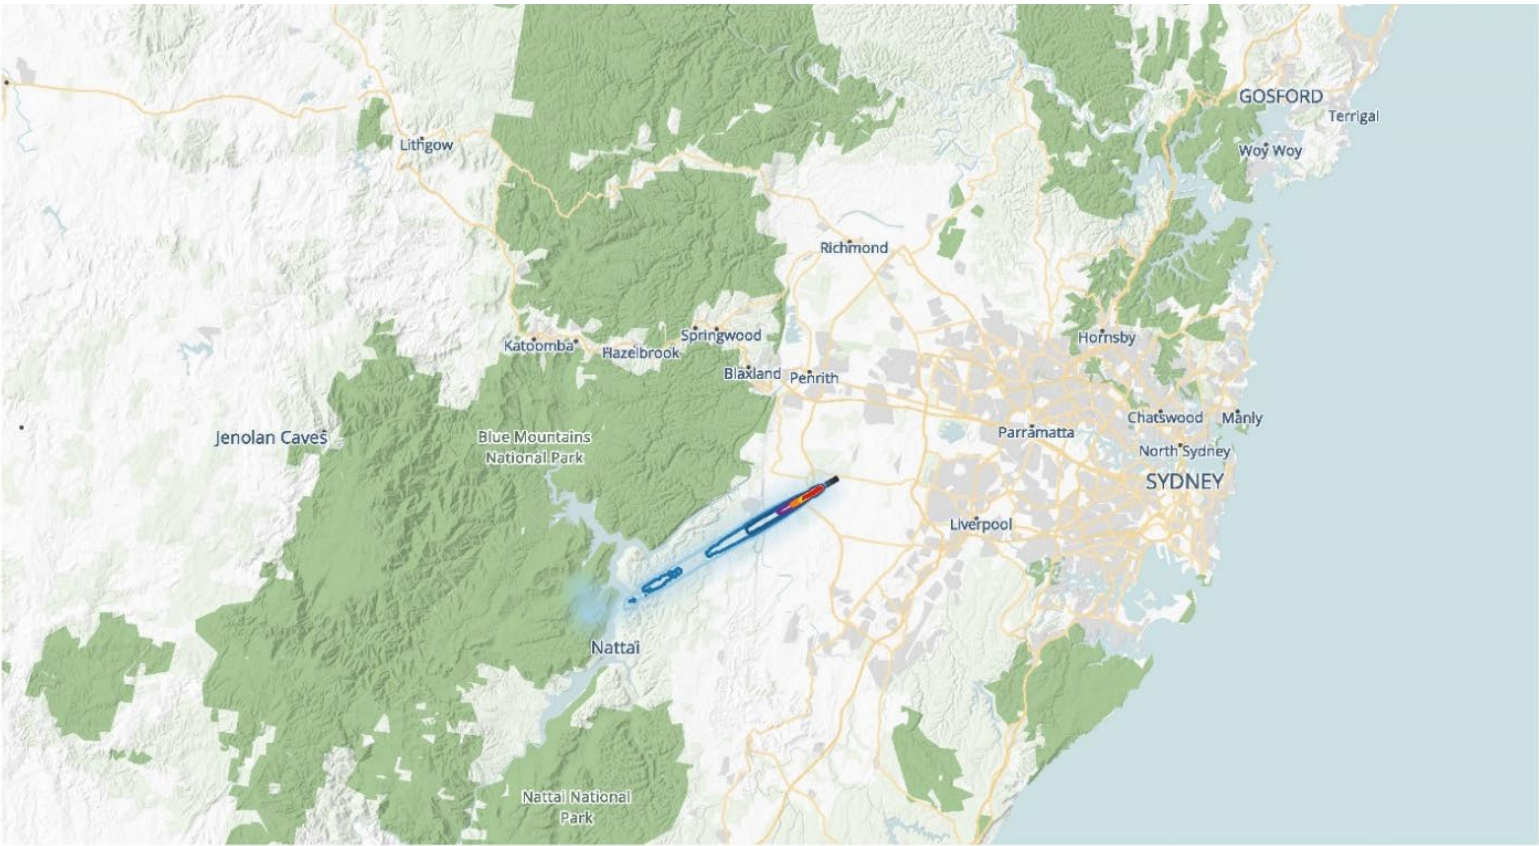 GOSFORD
Terrigal
Lithgow
Woy Woy
Richmond
Springwood
Hornsby
Katoomba
Hazelbrook
Blaxland
Penrith
Chatswood
Manly
Jenolan Caves
Blue Mountains
National Park
Parramatta
North Sydney
SYDNEY
Liverpool
Nattai
Nattai National
Park